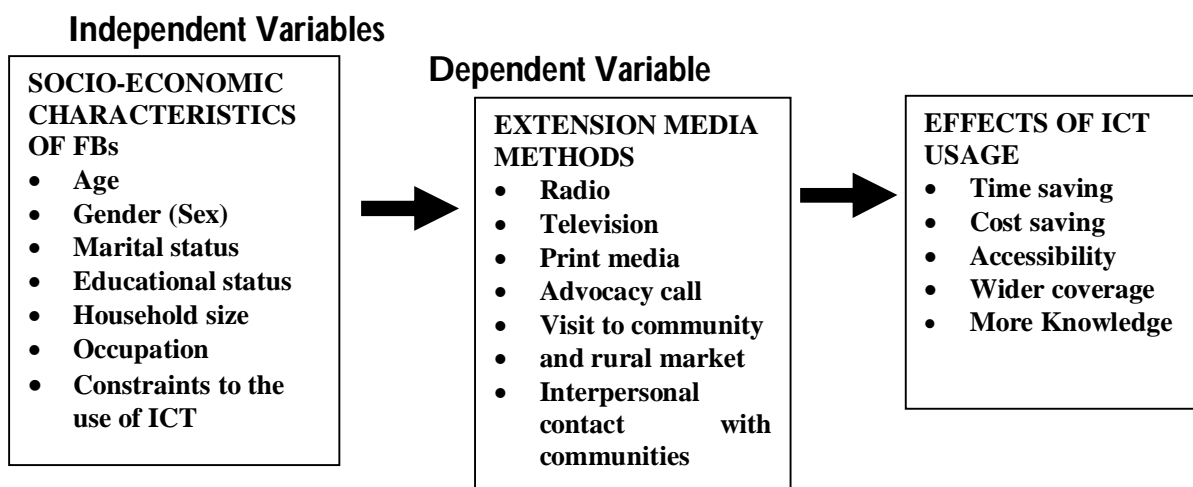 Independent Variables
SOCIO-ECONOMIC
CHARACTERISTICS
OF FBs
• Age
• Gender (Sex)
• Marital status
• Educational status
• Household size
• Occupation
• Constraints to the
use of ICT
Dependent Variable
EXTENSION MEDIA
METHODS
• Radio
• Television
• Print media
• Advocacy call
• Visit to community
• and rural market
• Interpersonal
contact with
communities
EFFECTS OF ICT
USAGE
• Time saving
• Cost saving
• Accessibility
• Wider coverage
• More Knowledge